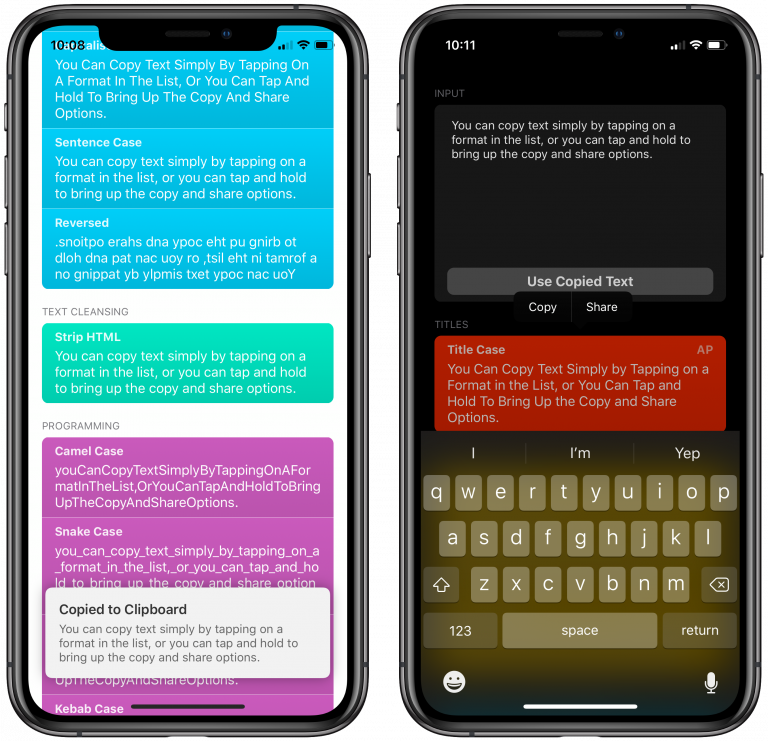 10:08
You Can Copy Text Simply By Tapping On
A Format In The List, Or You Can Tap And
Hold To Bring Up The Copy And Share
Options.
Sentence Case
You can copy text simply by tapping on a
format in the list, or you can tap and hold
to bring up the copy and share options.
Reversed
.snoitpo erahs dna ypoc eht pu gnirb ot
dloh dna pat nac uoy ro ,tsil eht ni tamrof a
no gnippat yb ylpmis txet ypoc nac uoY
TEXT CLEANSING
Strip HTML
You can copy text simply by tapping on a
format in the list, or you can tap and hold
to bring up the copy and share options.
PROGRAMMING
Camel Case
youCanCopyTextSimplyByTappingOnAFor
matInTheList,OrYouCanTapAndHoldToBring
UpTheCopyAndShareOptions.
Snake Case
you_can_copy_text_simply_by_tapping_on_a
_format_in_the_list,_or_you_can_tap_and_ho
ld_to_bring_up_the_copy_and_share_option
Copied to Clipboard
You can copy text simply by tapping on a
format in the list, or you can tap and hold to
bring up the copy and share options.
UpTheCopyAndShareOptions.
Kebab Case
10:11
INPUT
You can copy text simply by tapping on a
format in the list, or you can tap and hold to
bring up the copy and share options.
Use Copied Text
Copy Share
TITLES
Title Case AP
You Can Copy Text Simply by Tapping on a
Format in the List, or You Can Tap and
Hold To Bring Up the Copy and Share
Options.
I I'm Yep
q w e r t y u i o p
a s d f g h j k l
z x c v b n m
123 space return